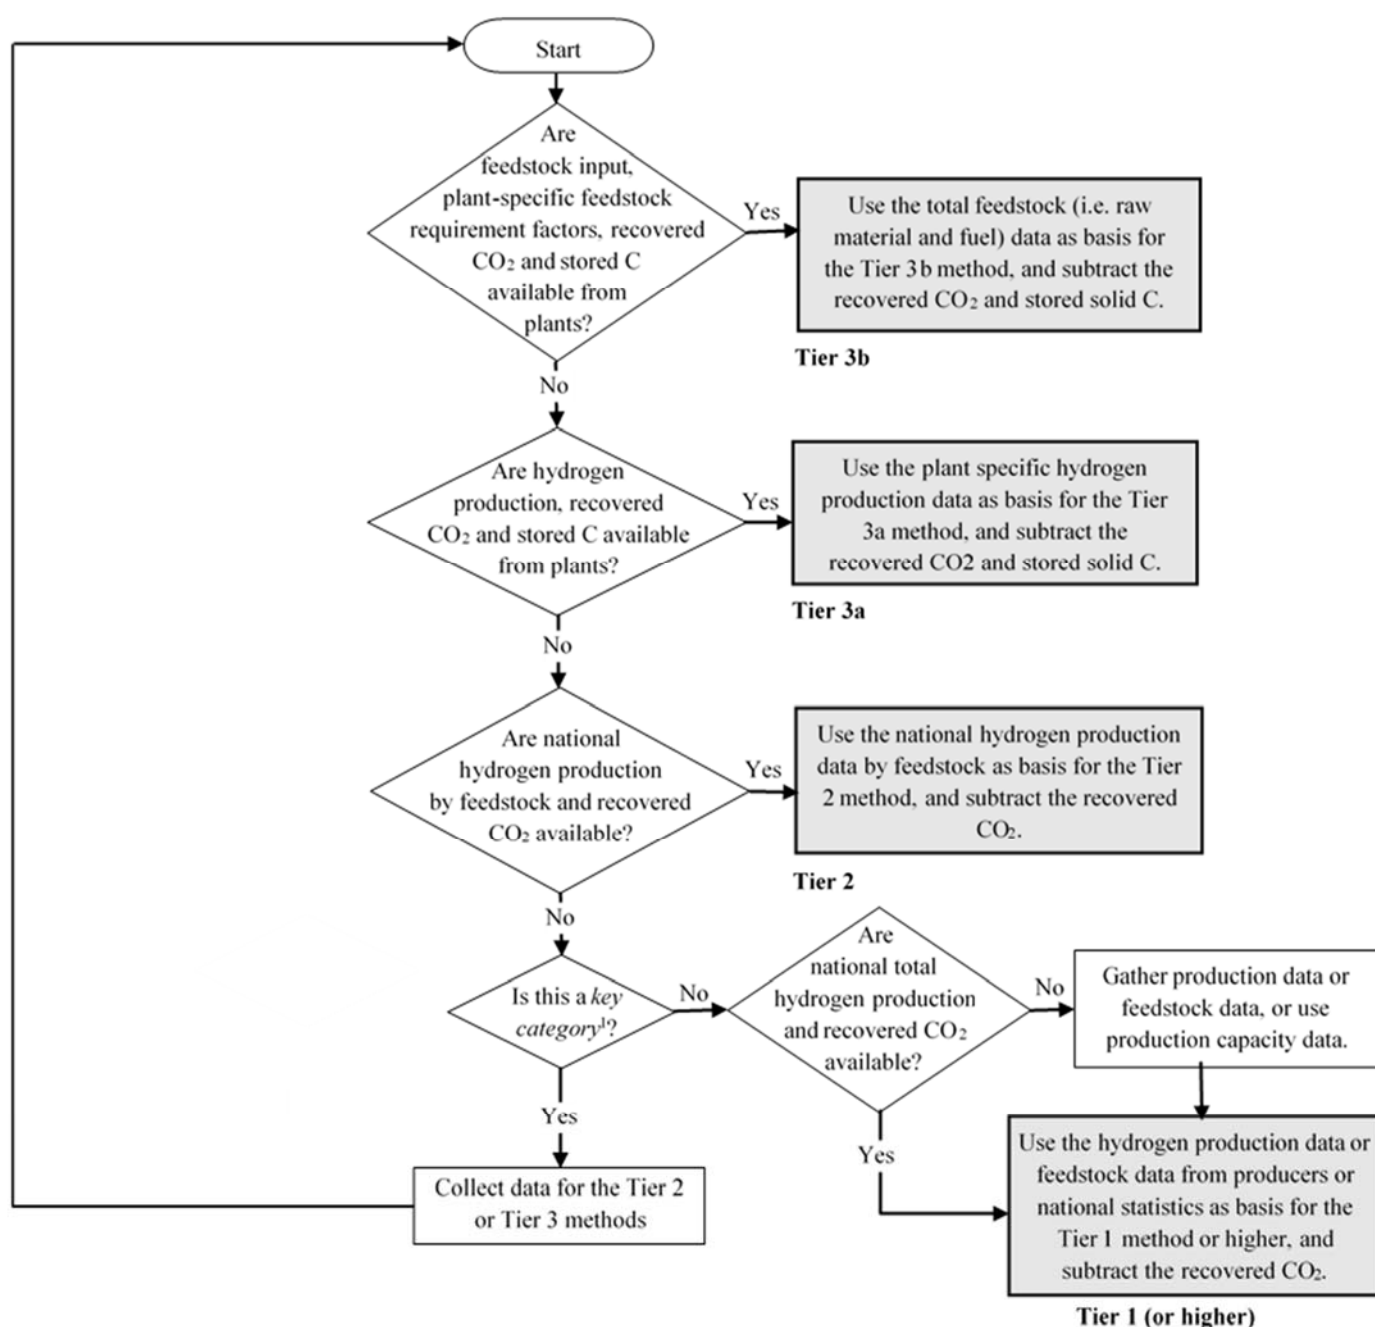 Start
Are
feedstock input,
plant-specific feedstock
requirement factors, recovered
CO₂ and stored C
available from
plants?
Yes
Use the total feedstock (i.e. raw
material and fuel) data as basis for
the Tier 3b method, and subtract the
recovered CO₂ and stored solid C.
Tier 3b
No
Are hydrogen
production, recovered
CO₂ and stored C available
from plants?
Yes
Use the plant specific hydrogen
production data as basis for the Tier
3a method, and subtract the
recovered CO2 and stored solid C.
Tier 3a
No
Are national
hydrogen production
by feedstock and recovered
CO₂ available?
Yes
Use the national hydrogen production
data by feedstock as basis for the Tier
2 method, and subtract the recovered
CO₂.
Tier 2
No
Is this a key
category¹?
No
Are
national total
hydrogen production
and recovered CO₂
available?
No
Gather production data or
feedstock data, or use
production capacity data.
Yes
Yes
Collect data for the Tier 2
or Tier 3 methods
Use the hydrogen production data or
feedstock data from producers or
national statistics as basis for the
Tier 1 method or higher, and
subtract the recovered CO₂.
Tier 1 (or higher)